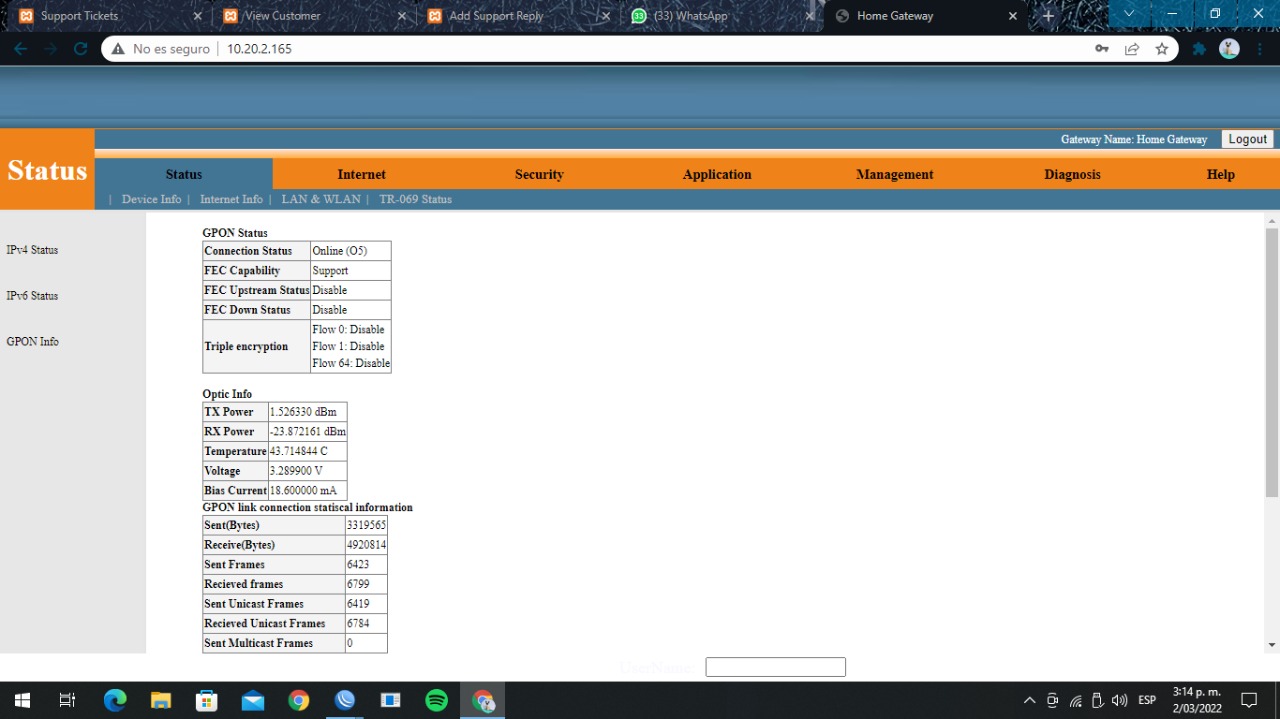 Support Tickets
View Customer
Add Support Reply
33 (33) WhatsApp
Home Gateway
No es seguro 10.20.2.165
Gateway Name: Home Gateway Logout
Status
Status Internet Security Application Management Diagnosis Help
| Device Info | Internet Info | LAN & WLAN | TR-069 Status
IPv4 Status
IPv6 Status
GPON Info
GPON Status
Connection Status Online (O5)
FEC Capability Support
FEC Upstream Status Disable
FEC Down Status Disable
Triple encryption Flow 0: Disable
Flow 1: Disable
Flow 64: Disable
Optic Info
TX Power 1.526330 dBm
RX Power -23.872161 dBm
Temperature 43.714844 C
Voltage 3.289900 V
Bias Current 18.600000 mA
GPON link connection statiscal information
Sent(Bytes) 3319565
Receive(Bytes) 4920814
Sent Frames 6423
Recieved frames 6799
Sent Unicast Frames 6419
Recieved Unicast Frames 6784
Sent Multicast Frames 0
ESP
3:14 p. m.
2/03/2022